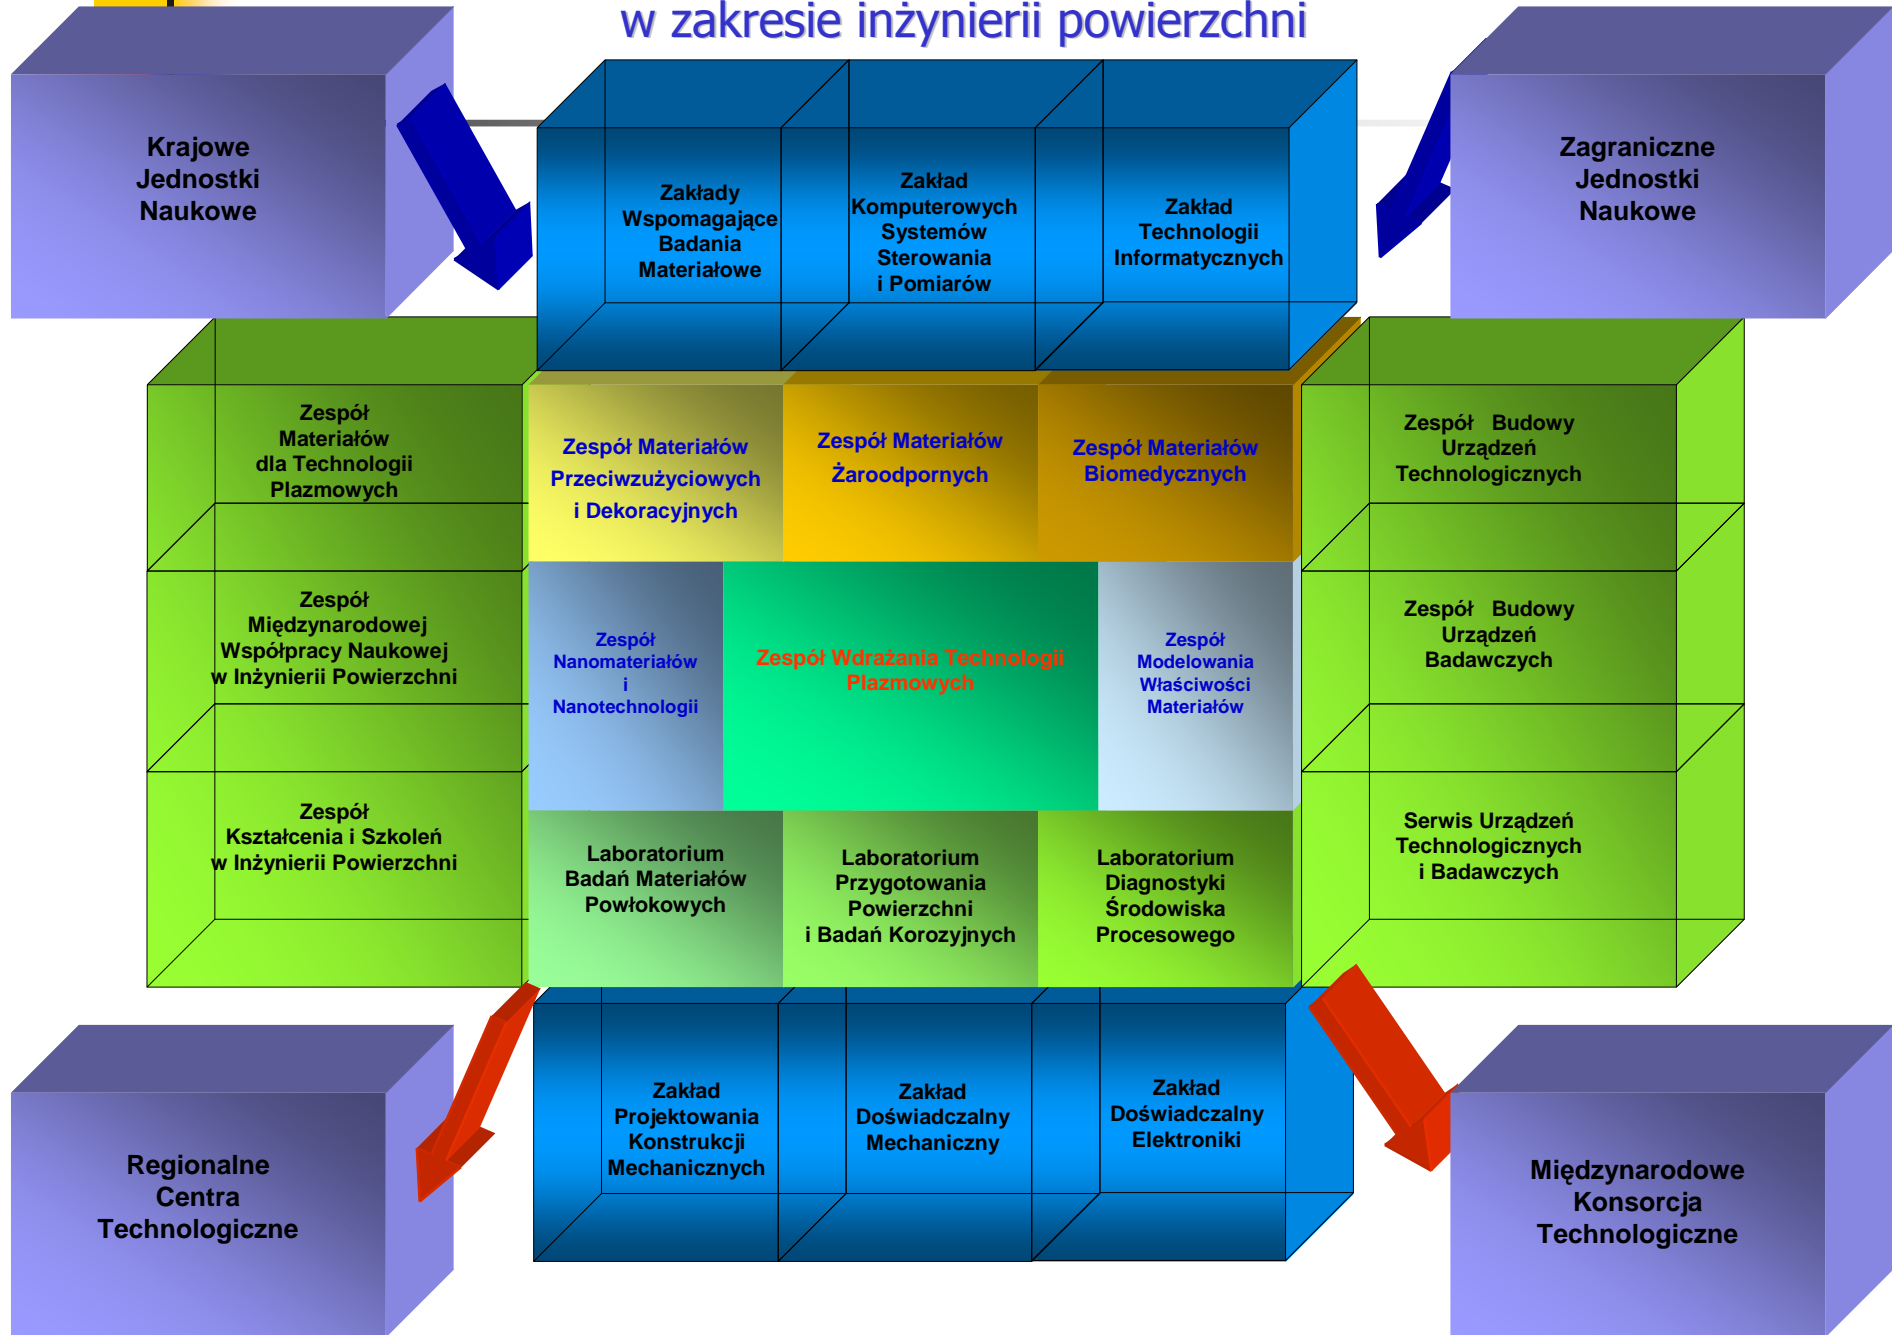 w zakresie inżynierii powierzchni
Krajowe
Jednostki
Naukowe
Zakłady
Wspomagające
Badania
Materiałowe
Zakład
Komputerowych
Systemów
Sterowania
i Pomiarów
Zakład
Technologii
Informatycznych
Zagraniczne
Jednostki
Naukowe
Zespół
Materiałów
dla Technologii
Plazmowych
Zespół Materiałów
Przeciwzużyciowych
i Dekoracyjnych
Zespół Materiałów
Żaroodpornych
Zespół Materiałów
Biomedycznych
Zespół Budowy
Urządzeń
Technologicznych
Zespół
Międzynarodowej
Współpracy Naukowej
w Inżynierii Powierzchni
Zespół
Nanomateriałów
i
Nanotechnologii
Zespół Wdrażania Technologii
Plazmowych
Zespół
Modelowania
Właściwości
Materiałów
Zespół Budowy
Urządzeń
Badawczych
Zespół
Kształcenia i Szkoleń
w Inżynierii Powierzchni
Laboratorium
Badań Materiałów
Powłokowych
Laboratorium
Przygotowania
Powierzchni
i Badań Korozyjnych
Laboratorium
Diagnostyki
Środowiska
Procesowego
Serwis Urządzeń
Technologicznych
i Badawczych
Regionalne
Centra
Technologiczne
Zakład
Projektowania
Konstrukcji
Mechanicznych
Zakład
Doświadczalny
Mechaniczny
Zakład
Doświadczalny
Elektroniki
Międzynarodowe
Konsorcja
Technologiczne